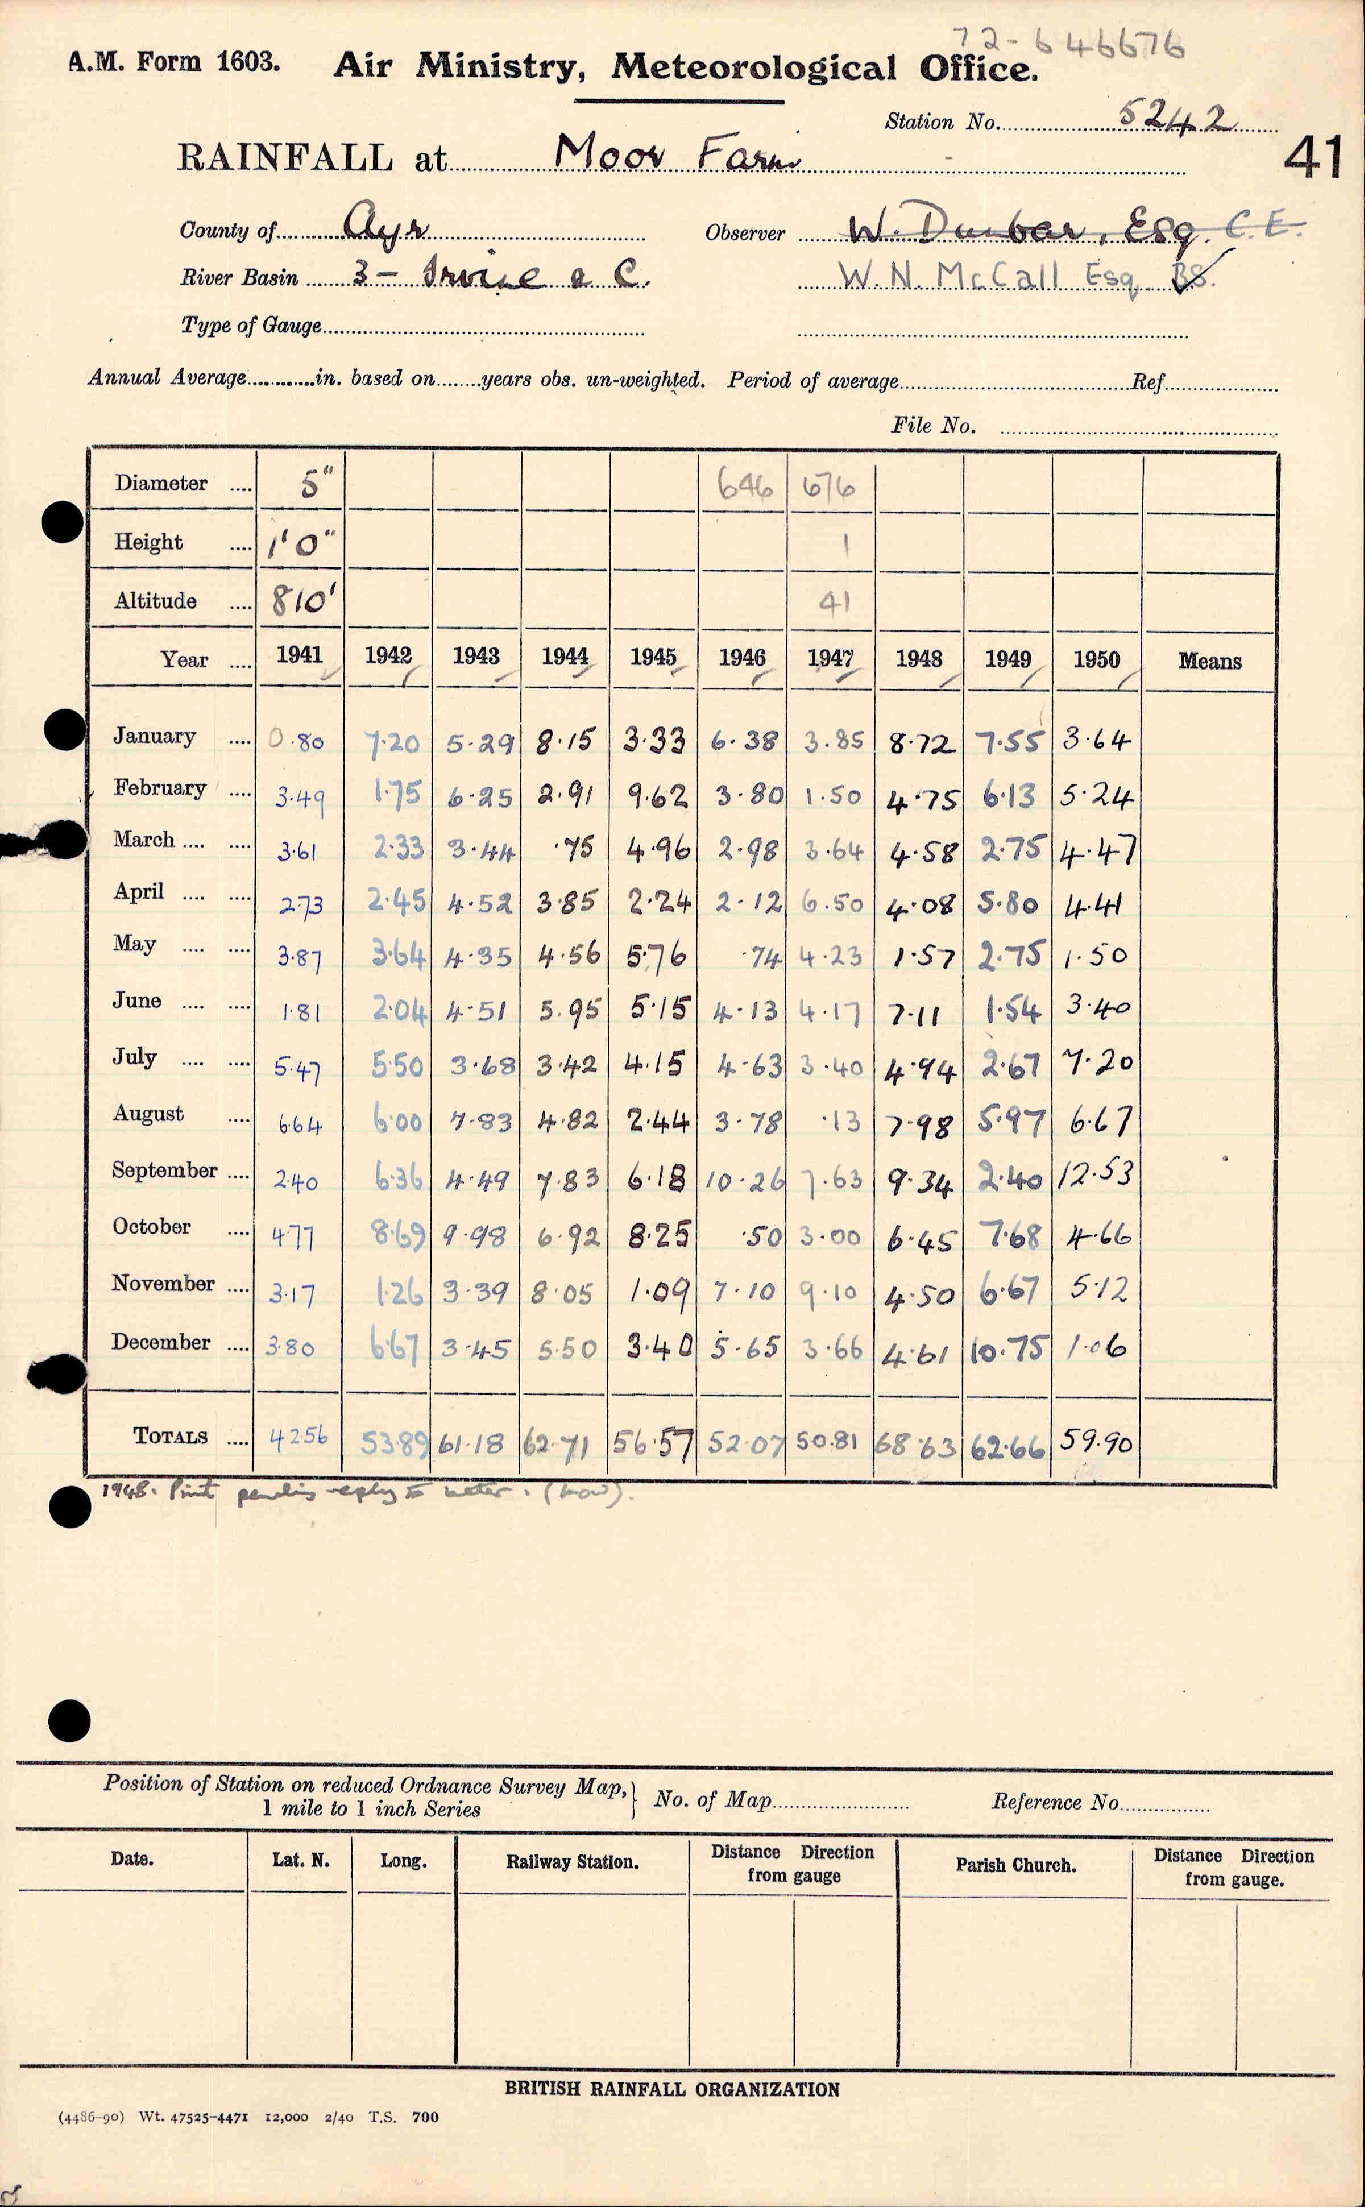 72-646676
A.M. Form 1603. Air Ministry, Meteorological Office.
Station No. 5242
RAINFALL at Moor Farm 41
County of Ayr Observer W. Dunbar, Esq. C.E.
River Basin 3 - Irvine & C. W. N. McCall Esq. BS.
Type of Gauge
Annual Average in. based on years obs. un-weighted. Period of average Ref
File No.
Diameter .... 5" 646 676
Height .... 1'0" 1
Altitude .... 810' 41
Year .... 1941 1942 1943 1944 1945 1946 1947 1948 1949 1950 Means
January .... 0.80 7.20 5.29 8.15 3.33 6.38 3.85 8.72 7.55 3.64
February .... 3.49 1.75 6.25 2.91 9.62 3.80 1.50 4.75 6.13 5.24
March .... .... 3.61 2.33 3.44 .75 4.96 2.98 3.64 4.58 2.75 4.47
April .... .... 2.73 2.45 4.52 3.85 2.24 2.12 6.50 4.08 5.80 4.41
May .... .... 3.87 3.64 4.35 4.56 5.76 .74 4.23 1.57 2.75 1.50
June .... .... 1.81 2.04 4.51 5.95 5.15 4.13 4.17 7.11 1.54 3.40
July .... .... 5.47 5.50 3.68 3.42 4.15 4.63 3.40 4.94 2.67 7.20
August .... 6.64 6.00 7.83 4.82 2.44 3.78 .13 7.98 5.97 6.67
September .... 2.40 6.36 4.49 7.83 6.18 10.26 7.63 9.34 2.40 12.53
October .... 4.77 8.69 9.98 6.92 8.25 .50 3.00 6.45 7.68 4.66
November .... 3.17 1.26 3.39 8.05 1.09 7.10 9.10 4.50 6.67 5.12
December .... 3.80 6.67 3.45 5.50 3.40 5.65 3.66 4.61 10.75 1.06
TOTALS .... 42.56 53.89 61.18 62.71 56.57 52.07 50.81 68.63 62.66 59.90
1948. Print pending reply to letter.
Position of Station on reduced Ordnance Survey Map, } No. of Map Reference No.
1 mile to 1 inch Series
Date. Lat. N. Long. Railway Station. Distance Direction from gauge Parish Church. Distance Direction from gauge.
BRITISH RAINFALL ORGANIZATION
(4486-90) Wt. 47525-4471 12,000 2/40 T.S. 700